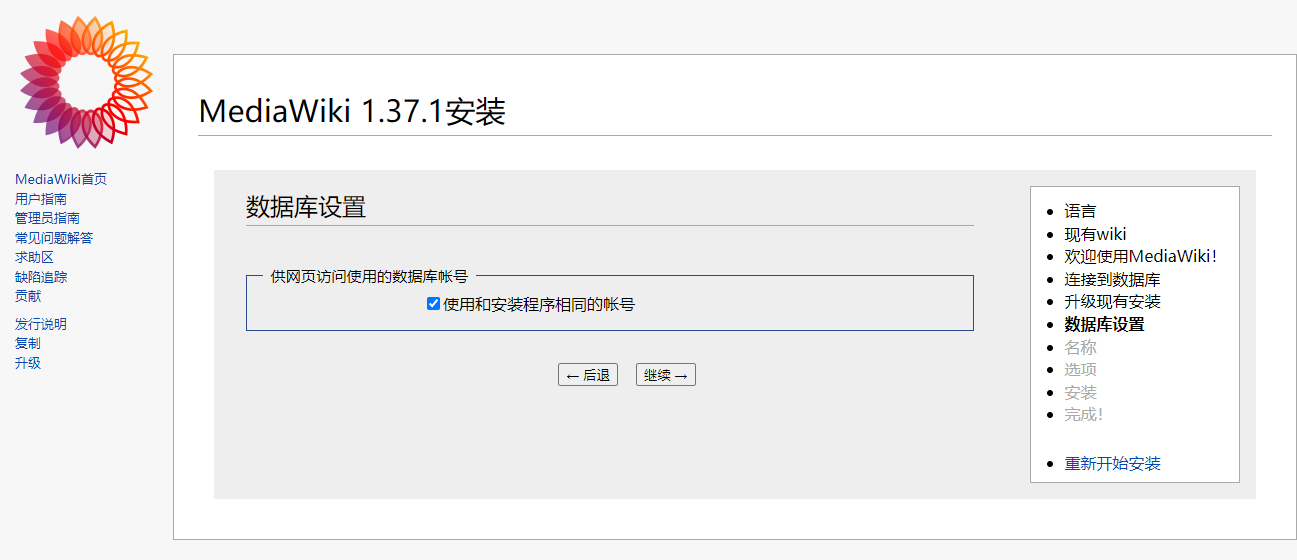 MediaWiki首页
用户指南
管理员指南
常见问题解答
求助区
缺陷追踪
贡献
发行说明
复制
升级
MediaWiki 1.37.1安装
数据库设置
供网页访问使用的数据库帐号
使用和安装程序相同的帐号
← 后退
继续 →
语言
现有wiki
欢迎使用MediaWiki！
连接到数据库
升级现有安装
数据库设置
名称
选项
安装
完成！
重新开始安装